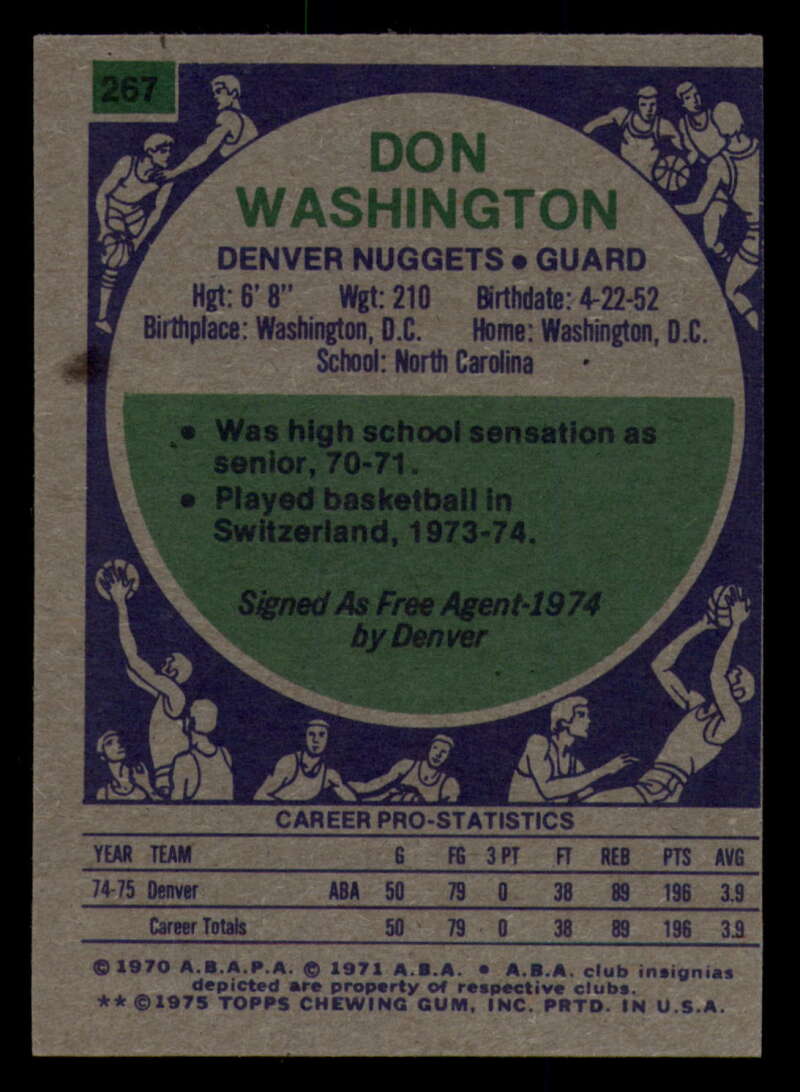 267
DON
WASHINGTON
DENVER NUGGETS • GUARD
Hgt: 6' 8" Wgt: 210 Birthdate: 4-22-52
Birthplace: Washington, D.C. Home: Washington, D.C.
School: North Carolina
• Was high school sensation as
senior, 70-71.
• Played basketball in
Switzerland, 1973-74.
Signed As Free Agent-1974
by Denver
CAREER PRO-STATISTICS
YEAR TEAM G FG 3 PT FT REB PTS AVG
74-75 Denver ABA 50 79 0 38 89 196 3.9
Career Totals 50 79 0 38 89 196 3.9
© 1970 A.B.A.P.A. © 1971 A.B.A. • A.B.A. club insignias
depicted are property of respective clubs.
** © 1975 TOPPS CHEWING GUM, INC. PRTD. IN U.S.A.